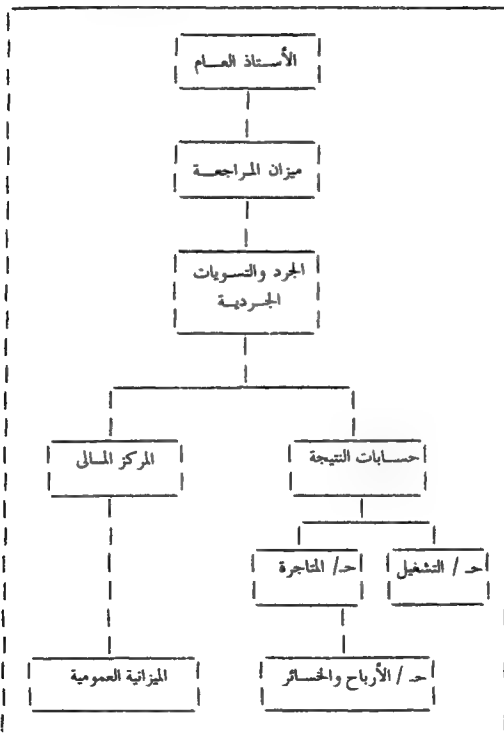 الأستاذ العام
ميزان المراجعة
الجرد والتسويات
الجردية
حسابات النتيجة
المركز المالى
حـ / التشغيل
حـ/ المتاجرة
حـ / الأرباح والخسائر
الميزانية العمومية